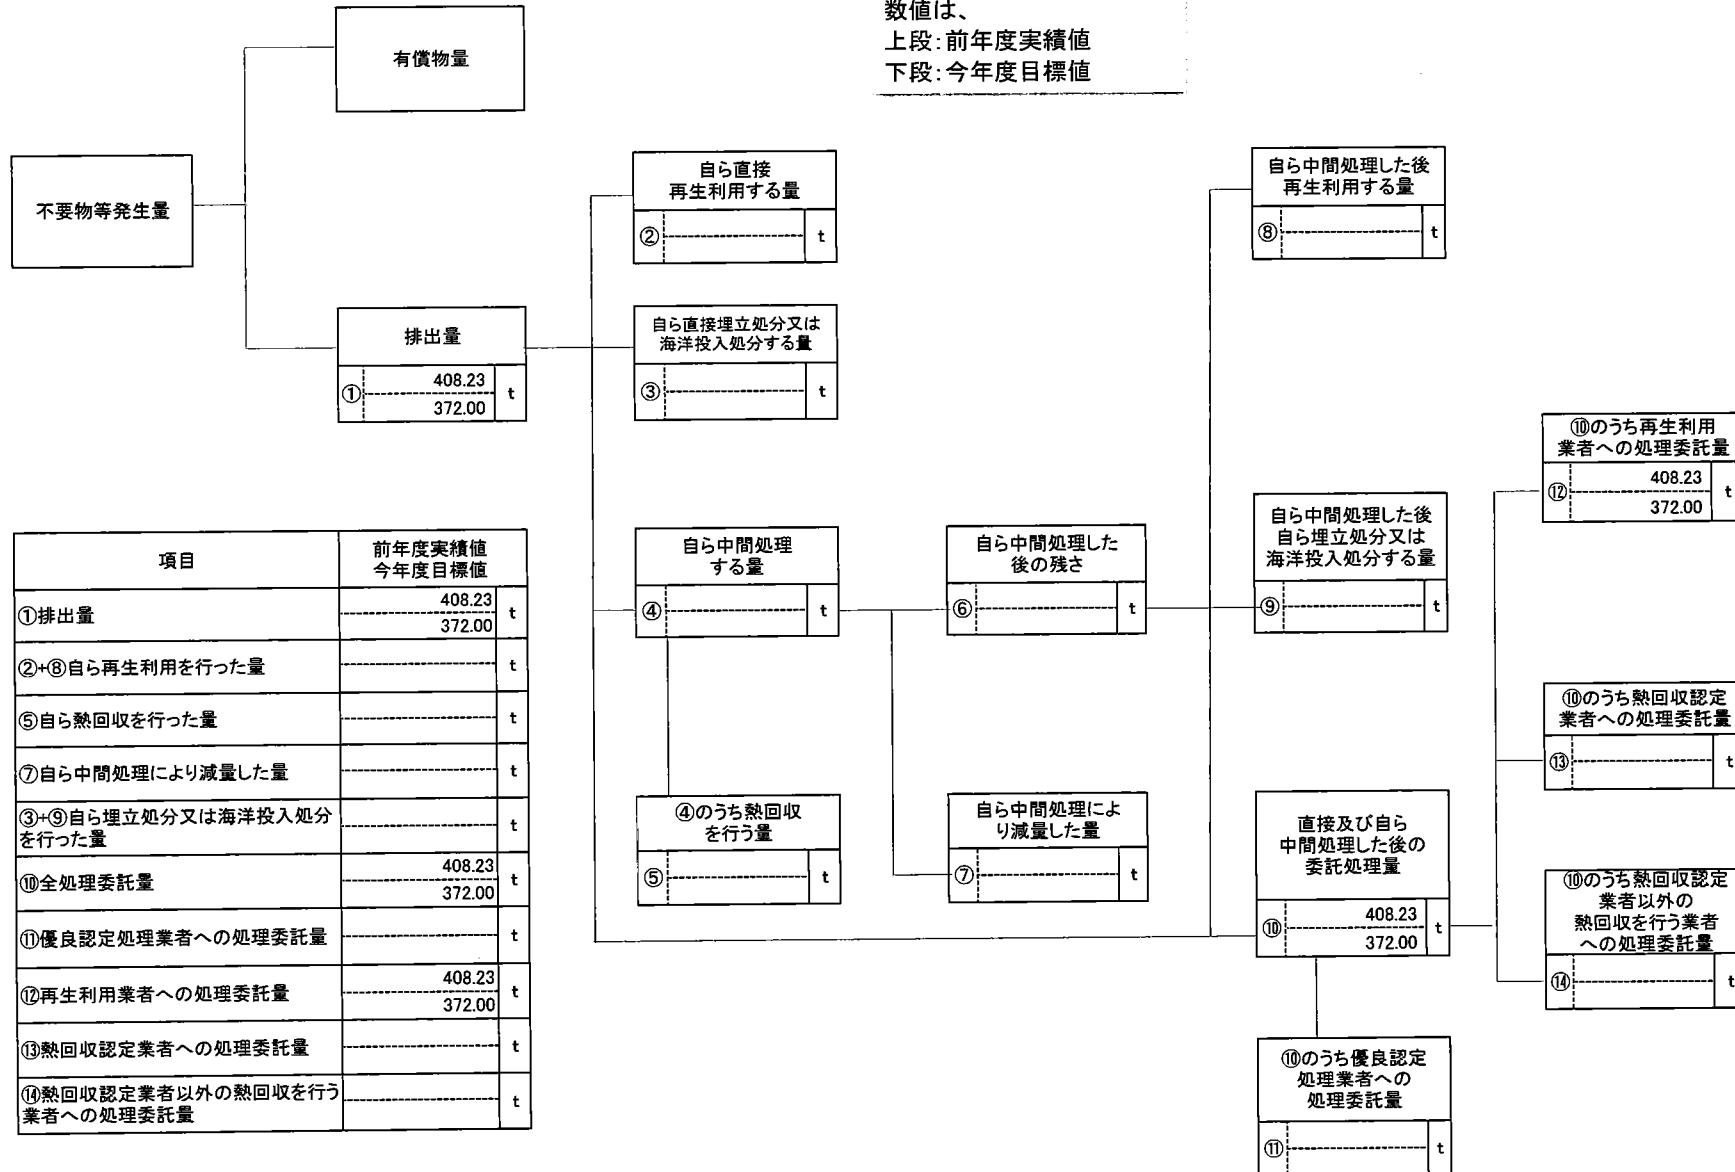 数値は、
上段:前年度実績値
下段:今年度目標値
有償物量
不要物等発生量
排出量
① 408.23 t
372.00
自ら直接
再生利用する量
② t
自ら直接埋立処分又は
海洋投入処分する量
③ t
自ら中間処理
する量
④ t
④のうち熱回収
を行う量
⑤ t
自ら中間処理した
後の残さ
⑥ t
自ら中間処理によ
り減量した量
⑦ t
自ら中間処理した後
再生利用する量
⑧ t
自ら中間処理した後
自ら埋立処分又は
海洋投入処分する量
⑨ t
直接及び自ら
中間処理した後の
委託処理量
⑩ 408.23 t
372.00
⑩のうち優良認定
処理業者への
処理委託量
⑪ t
⑩のうち再生利用
業者への処理委託量
⑫ 408.23 t
372.00
⑩のうち熱回収認定
業者への処理委託量
⑬ t
⑩のうち熱回収認定
業者以外の
熱回収を行う業者
への処理委託量
⑭ t
項目 前年度実績値
今年度目標値
①排出量 408.23 t
372.00
②+⑧自ら再生利用を行った量 t
⑤自ら熱回収を行った量 t
⑦自ら中間処理により減量した量 t
③+⑨自ら埋立処分又は海洋投入処分
を行った量 t
⑩全処理委託量 408.23 t
372.00
⑪優良認定処理業者への処理委託量 t
⑫再生利用業者への処理委託量 408.23 t
372.00
⑬熱回収認定業者への処理委託量 t
⑭熱回収認定業者以外の熱回収を行う
業者への処理委託量 t